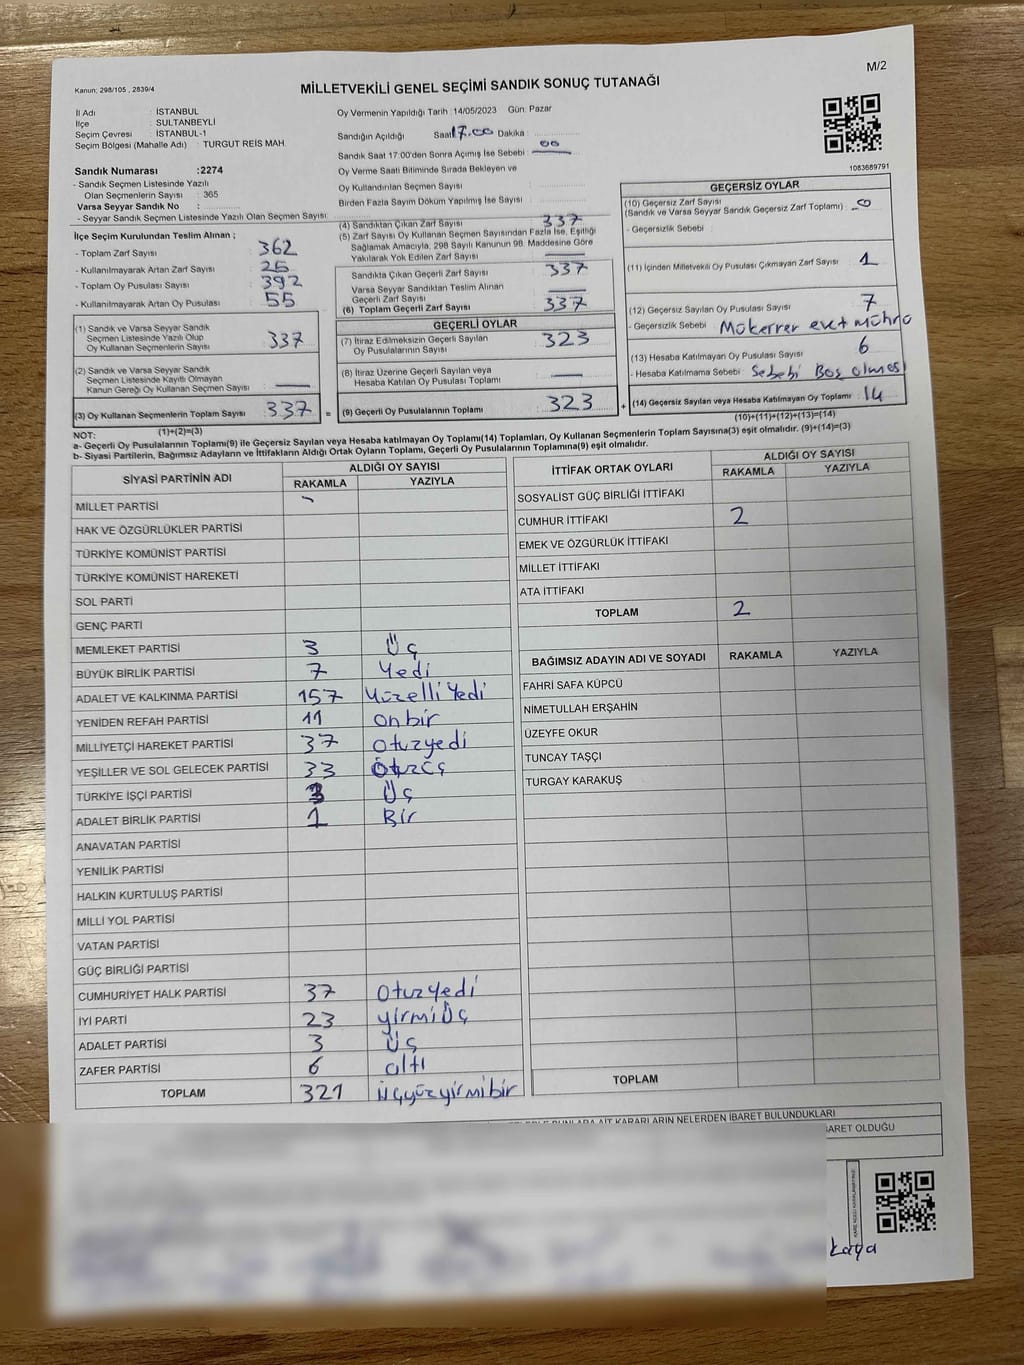 M/2
Kanun; 298/105 , 2839/4
MİLLETVEKİLİ GENEL SEÇİMİ SANDIK SONUÇ TUTANAĞI
İl Adı : İSTANBUL
İlçe : SULTANBEYLİ
Seçim Çevresi : İSTANBUL-1
Seçim Bölgesi (Mahalle Adı) : TURGUT REİS MAH.
Sandık Numarası :2274
- Sandık Seçmen Listesinde Yazılı
Olan Seçmenlerin Sayısı : 365
Varsa Seyyar Sandık No :
- Seyyar Sandık Seçmen Listesinde Yazılı Olan Seçmen Sayısı:
Oy Vermenin Yapıldığı Tarih : 14/05/2023 Gün: Pazar
Sandığın Açıldığı Saat 17.00 Dakika : 00
Sandık Saat 17:00'den Sonra Açımış İse Sebebi :
Oy Verme Saati Bitiminde Sırada Bekleyen ve
Oy Kullandırılan Seçmen Sayısı :
Birden Fazla Sayım Döküm Yapılmış İse Sayısı :
1083689791
İlçe Seçim Kurulundan Teslim Alınan ;
- Toplam Zarf Sayısı : 362
- Kullanılmayarak Artan Zarf Sayısı : 25
- Toplam Oy Pusulası Sayısı : 392
- Kullanılmayarak Artan Oy Pusulası : 55
(1) Sandık ve Varsa Seyyar Sandık
Seçmen Listesinde Yazılı Olup
Oy Kullanan Seçmenlerin Sayısı : 337
(2) Sandık ve Varsa Seyyar Sandık
Seçmen Listesinde Kayıtlı Olmayan
Kanun Gereği Oy Kullanan Seçmen Sayısı :
(3) Oy Kullanan Seçmenlerin Toplam Sayısı : 337
(1)+(2)=(3)
(4) Sandıktan Çıkan Zarf Sayısı : 337
(5) Zarf Sayısı Oy Kullanan Seçmen Sayısından Fazla İse, Eşitliği
Sağlamak Amacıyla, 298 Sayılı Kanunun 98. Maddesine Göre
Yakılarak Yok Edilen Zarf Sayısı :
Sandıkta Çıkan Geçerli Zarf Sayısı : 337
Varsa Seyyar Sandıktan Teslim Alınan
Geçerli Zarf Sayısı :
(6) Toplam Geçerli Zarf Sayısı : 337
GEÇERLİ OYLAR
(7) İtiraz Edilmeksizin Geçerli Sayılan
Oy Pusulalarının Sayısı : 323
(8) İtiraz Üzerine Geçerli Sayılan veya
Hesaba Katılan Oy Pusulası Toplamı :
= (9) Geçerli Oy Pusulalarının Toplamı : 323
GEÇERSİZ OYLAR
(10) Geçersiz Zarf Sayısı
(Sandık ve Varsa Seyyar Sandık Geçersiz Zarf Toplamı) : 0
- Geçersizlik Sebebi :
(11) İçinden Milletvekili Oy Pusulası Çıkmayan Zarf Sayısı : 1
(12) Geçersiz Sayılan Oy Pusulası Sayısı : 7
- Geçersizlik Sebebi : Mükerrer evet mührü
(13) Hesaba Katılmayan Oy Pusulası Sayısı : 6
- Hesaba Katılmama Sebebi : Sebebi Boş olması
+ (14) Geçersiz Sayılan veya Hesaba Katılmayan Oy Toplamı : 14
(10)+(11)+(12)+(13)=(14)
NOT:
a- Geçerli Oy Pusulalarının Toplamı(9) ile Geçersiz Sayılan veya Hesaba katılmayan Oy Toplamı(14) Toplamları, Oy Kullanan Seçmenlerin Toplam Sayısına(3) eşit olmalıdır. (9)+(14)=(3)
b- Siyasi Partilerin, Bağımsız Adayların ve İttifakların Aldığı Ortak Oyların Toplamı, Geçerli Oy Pusulalarının Toplamına(9) eşit olmalıdır.
SİYASİ PARTİNİN ADI ALDIĞI OY SAYISI
RAKAMLA YAZIYLA
MİLLET PARTİSİ
HAK VE ÖZGÜRLÜKLER PARTİSİ
TÜRKİYE KOMÜNİST PARTİSİ
TÜRKİYE KOMÜNİST HAREKETİ
SOL PARTİ
GENÇ PARTİ
MEMLEKET PARTİSİ 3 Üç
BÜYÜK BİRLİK PARTİSİ 7 Yedi
ADALET VE KALKINMA PARTİSİ 157 Yüzelli Yedi
YENİDEN REFAH PARTİSİ 11 onbir
MİLLİYETÇİ HAREKET PARTİSİ 37 otuzyedi
YEŞİLLER VE SOL GELECEK PARTİSİ 33
TÜRKİYE İŞÇİ PARTİSİ 3 Üç
ADALET BİRLİK PARTİSİ 1 Bir
ANAVATAN PARTİSİ
YENİLİK PARTİSİ
HALKIN KURTULUŞ PARTİSİ
MİLLİ YOL PARTİSİ
VATAN PARTİSİ
GÜÇ BİRLİĞİ PARTİSİ
CUMHURİYET HALK PARTİSİ 37 otuzyedi
İYİ PARTİ 23 yirmiÜç
ADALET PARTİSİ 3 Üç
ZAFER PARTİSİ 6 altı
TOPLAM 321 üçyüzyirmibir
İTTİFAK ORTAK OYLARI ALDIĞI OY SAYISI
RAKAMLA YAZIYLA
SOSYALİST GÜÇ BİRLİĞİ İTTİFAKI
CUMHUR İTTİFAKI 2
EMEK VE ÖZGÜRLÜK İTTİFAKI
MİLLET İTTİFAKI
ATA İTTİFAKI
TOPLAM 2
BAĞIMSIZ ADAYIN ADI VE SOYADI RAKAMLA YAZIYLA
FAHRİ SAFA KÜPCÜ
NİMETULLAH ERŞAHİN
ÜZEYFE OKUR
TUNCAY TAŞÇI
TURGAY KARAKUŞ
TOPLAM
BUNLARA AİT KARARLARIN NELERDEN İBARET BULUNDUKLARI
İBARET OLDUĞU
kaya